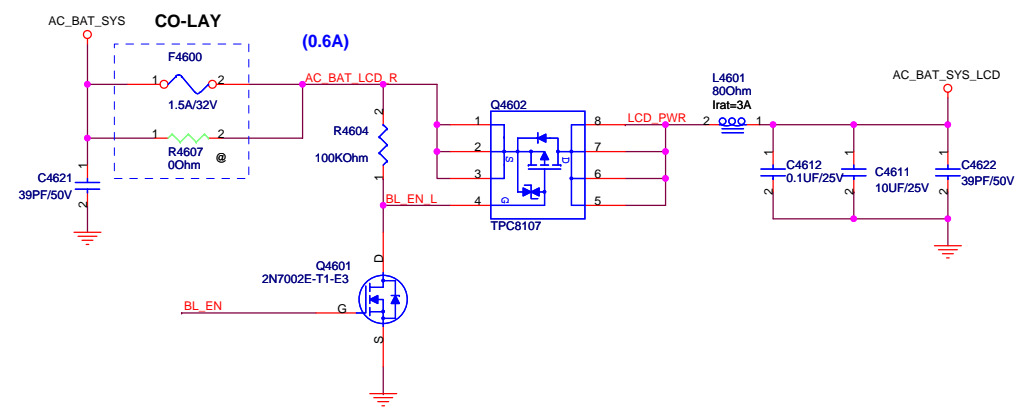 AC_BAT_SYS
CO-LAY
(0.6A)
F4600
1 2
1.5A/32V
AC_BAT_LCD_R
R4607
1 2
0Ohm @
C4621
39PF/50V
1
2
R4604
100KOhm
2
1
BL_EN_L
Q4602
1
2
3
4
S
G
D
8
7
6
5
TPC8107
LCD_PWR
L4601
80Ohm
Irat=3A
2 1
AC_BAT_SYS_LCD
C4612
0.1UF/25V
1
2
C4611
10UF/25V
1
2
C4622
39PF/50V
1
2
Q4601
2N7002E-T1-E3
D
G
S
BL_EN